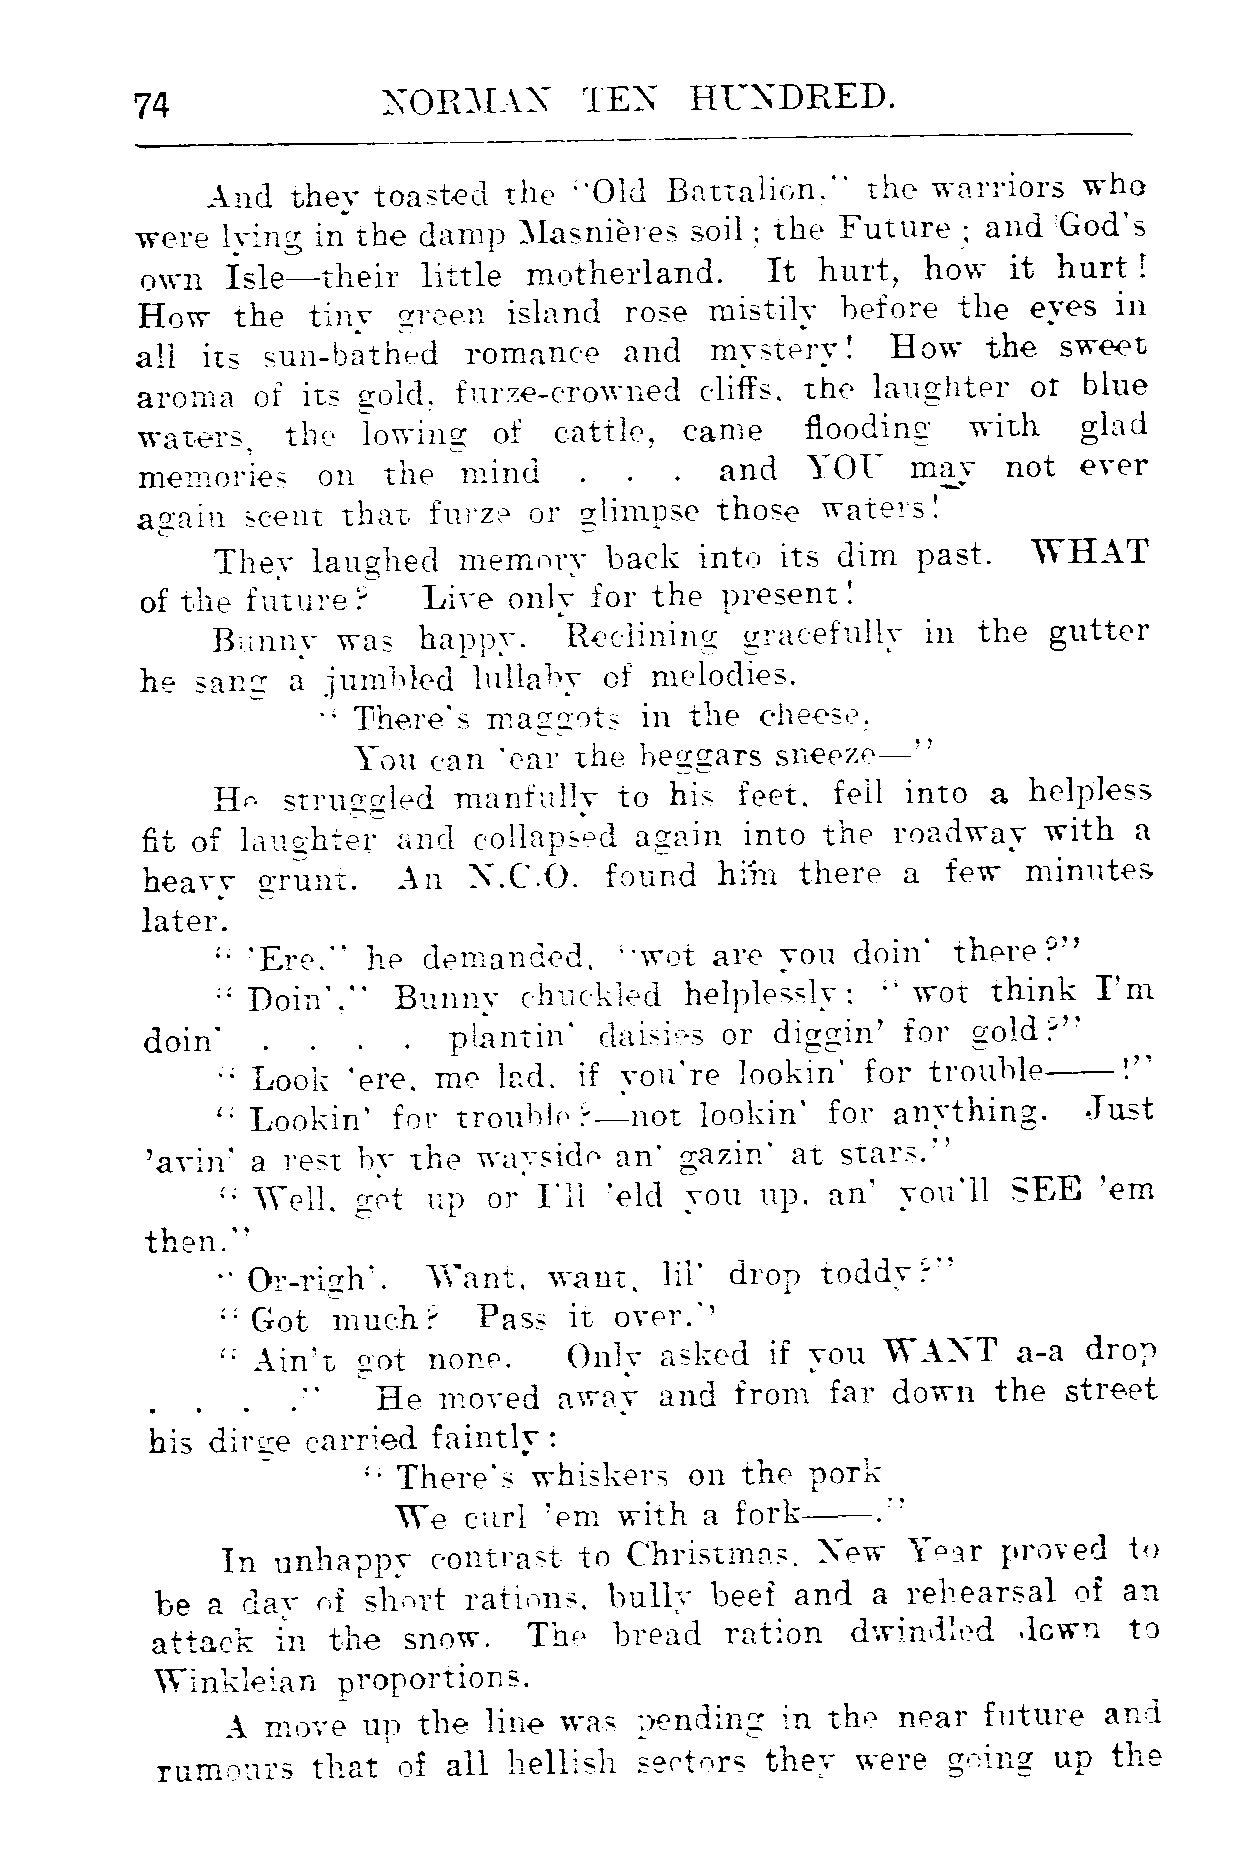 74 NORMAN TEN HUNDRED.
And they toasted the "Old Battalion," the warriors who
were lying in the damp Masnières soil; the Future; and God's
own Isle—their little motherland. It hurt, how it hurt!
How the tiny green island rose mistily before the eyes in
all its sun-bathed romance and mystery! How the sweet
aroma of its gold, furze-crowned cliffs, the laughter of blue
waters, the lowing of cattle, came flooding with glad
memories on the mind . . . and YOU may not ever
again scent that furze or glimpse those waters!
They laughed memory back into its dim past. WHAT
of the future? Live only for the present!
Bunny was happy. Reclining gracefully in the gutter
he sang a jumbled lullaby of melodies.
" There's maggots in the cheese,
You can 'ear the beggars sneeze—"
He struggled manfully to his feet, fell into a helpless
fit of laughter and collapsed again into the roadway with a
heavy grunt. An N.C.O. found him there a few minutes
later.
" 'Ere," he demanded, "wot are you doin' there?"
" Doin'," Bunny chuckled helplessly: " wot think I'm
doin' . . . . plantin' daisies or diggin' for gold?"
" Look 'ere, me lad, if you're lookin' for trouble——!"
" Lookin' for trouble?—not lookin' for anything. Just
'avin' a rest by the wayside an' gazin' at stars."
" Well, get up or I'll 'eld you up, an' you'll SEE 'em
then."
" Or-righ'. Want, want, lil' drop toddy?"
" Got much? Pass it over."
" Ain't got none. Only asked if you WANT a-a drop
. . . ." He moved away and from far down the street
his dirge carried faintly:
" There's whiskers on the pork
We curl 'em with a fork——."
In unhappy contrast to Christmas, New Year proved to
be a day of short rations, bully beef and a rehearsal of an
attack in the snow. The bread ration dwindled down to
Winkleian proportions.
A move up the line was pending in the near future and
rumours that of all hellish sectors they were going up the